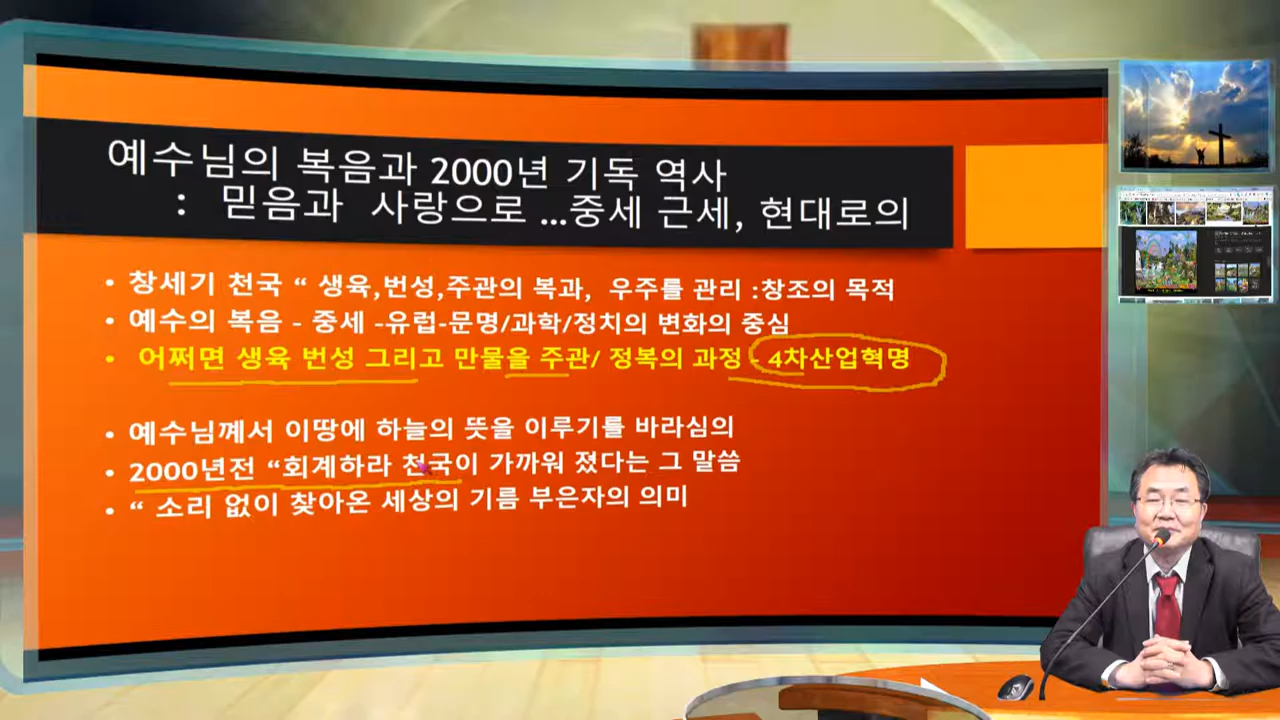 예수님의 복음과 2000년 기독 역사
: 믿음과 사랑으로 ...중세 근세, 현대로의
• 창세기 천국 “ 생육,번성,주관의 복과, 우주를 관리 :창조의 목적
• 예수의 복음 - 중세 -유럽-문명/과학/정치의 변화의 중심
• 어쩌면 생육 번성 그리고 만물을 주관/ 정복의 과정 - 4차산업혁명
• 예수님께서 이땅에 하늘의 뜻을 이루기를 바라심의
• 2000년전 “회계하라 천국이 가까워 졌다는 그 말씀
• “ 소리 없이 찾아온 세상의 기름 부은자의 의미